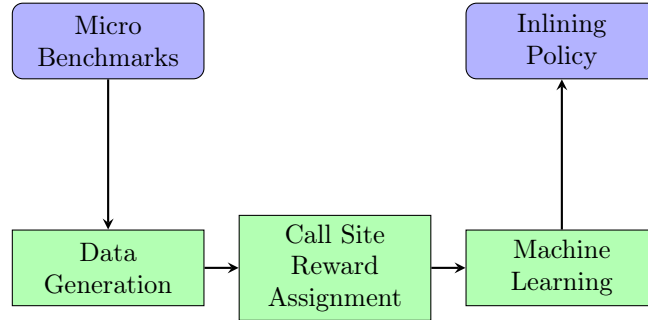 Micro
Benchmarks
Inlining
Policy
Data
Generation
Call Site
Reward
Assignment
Machine
Learning